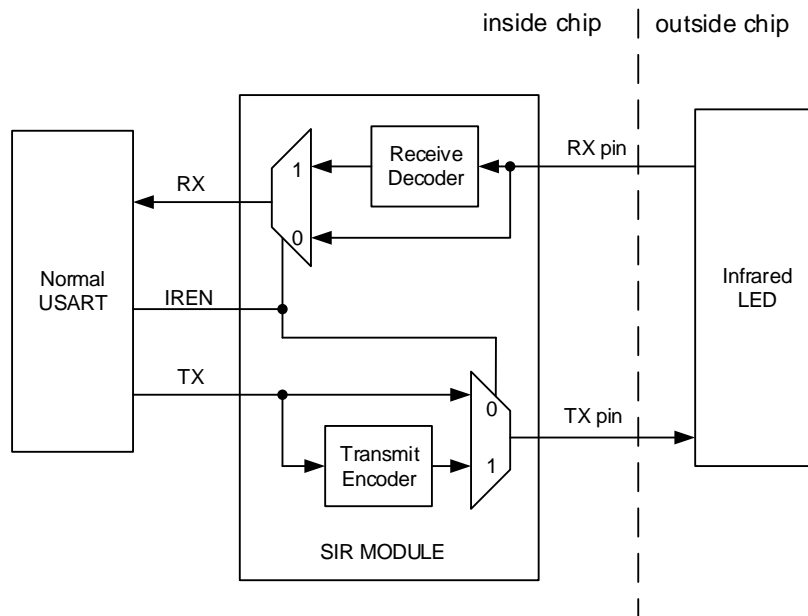 inside chip
outside chip
Receive
Decoder
RX pin
1
RX
0
Normal
USART
IREN
Infrared
LED
TX
0
TX pin
Transmit
Encoder
1
SIR MODULE